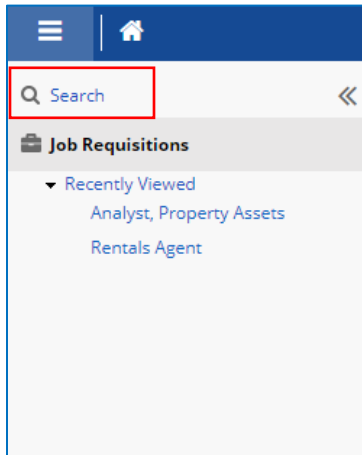 Search
Job Requisitions
Recently Viewed
Analyst, Property Assets
Rentals Agent